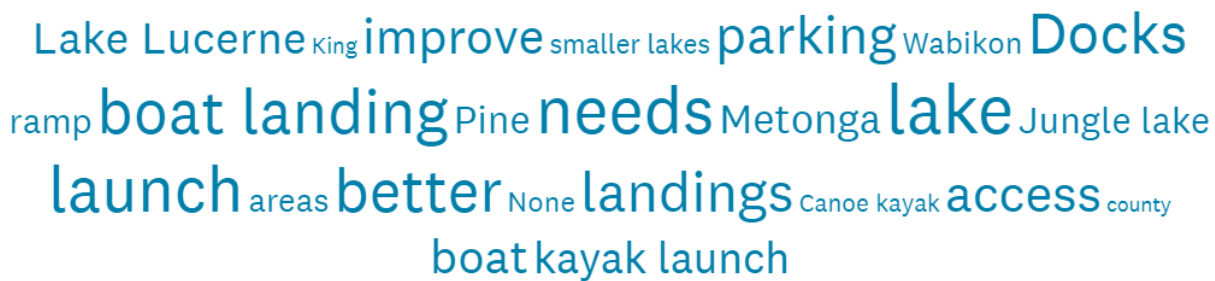 Lake Lucerne King improve smaller lakes parking Wabikon Docks
ramp boat landing Pine needs Metonga lake Jungle lake
launch areas better None landings Canoe kayak access county
boat kayak launch